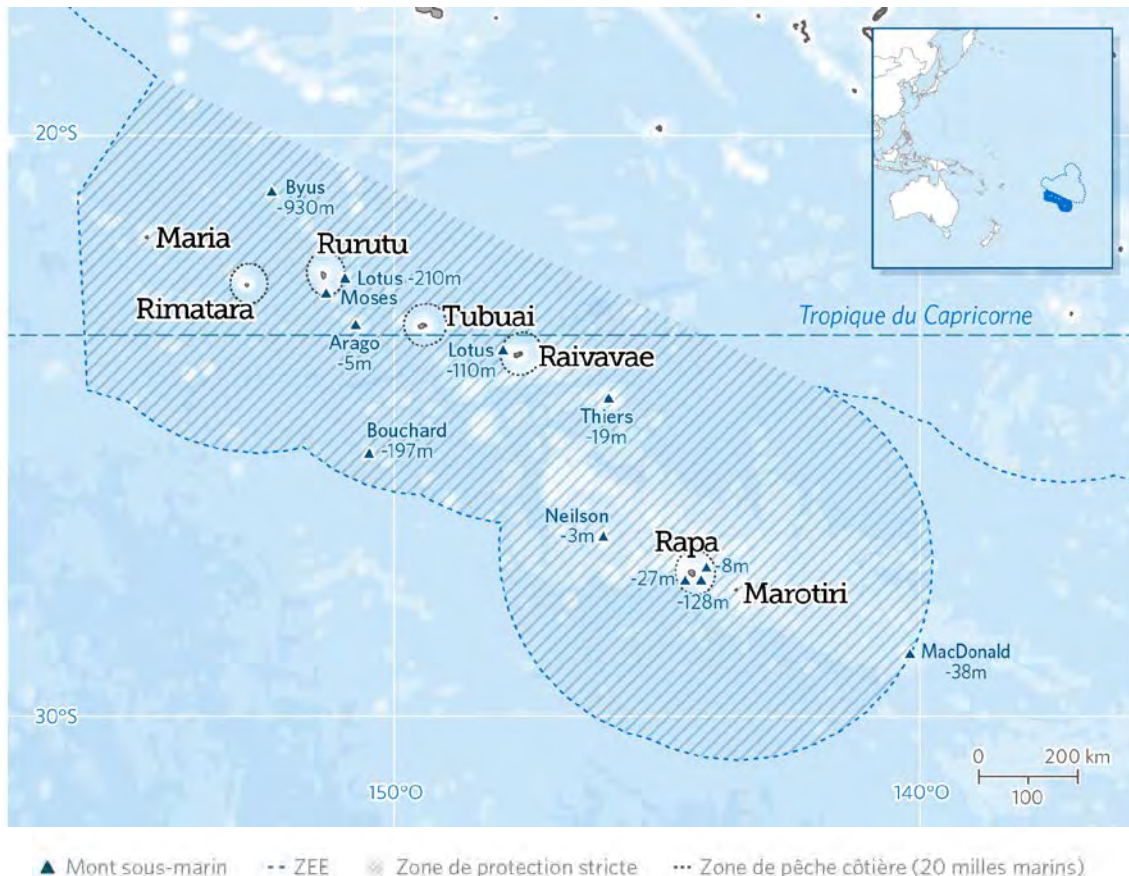 20°S
Byus
-930m
Maria
Rurutu
Lotus -210m
Moses
Rimatara
Tubuai
Tropique du Capricorne
Arago
-5m
Lotus
-110m
Raivavae
Thiers
-19m
Bouchard
-197m
Neilson
-3m
Rapa
-8m
-27m
-128m
Marotiri
MacDonald
-38m
30°S
0 200 km
100
150°O
140°O
Mont sous-marin
ZEE
Zone de protection stricte
Zone de pêche côtière (20 milles marins)